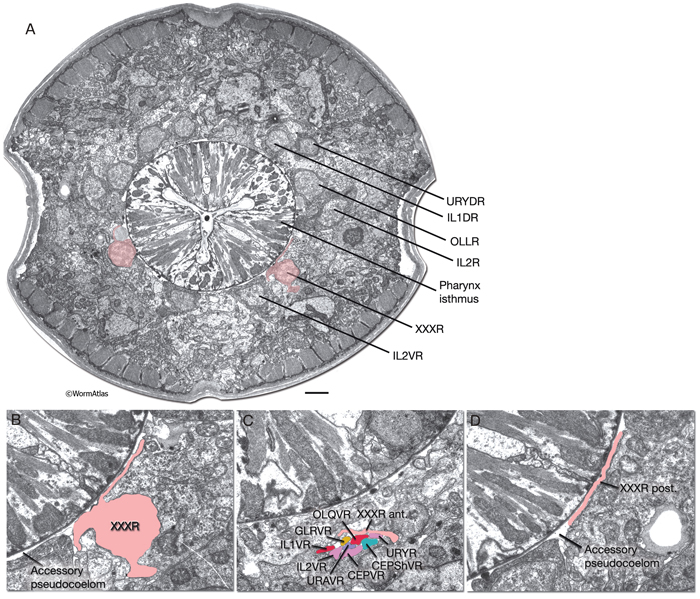 A
URYDR
IL1DR
OLLR
IL2R
Pharynx
isthmus
XXXR
IL2VR
©WormAtlas
B
XXXR
Accessory
pseudocoelom
C
OLQVR
XXXR ant.
GLRVR
IL1VR
IL2VR
URAVR
CEPVR
CEPShVR
URYR
D
XXXR post.
Accessory
pseudocoelom